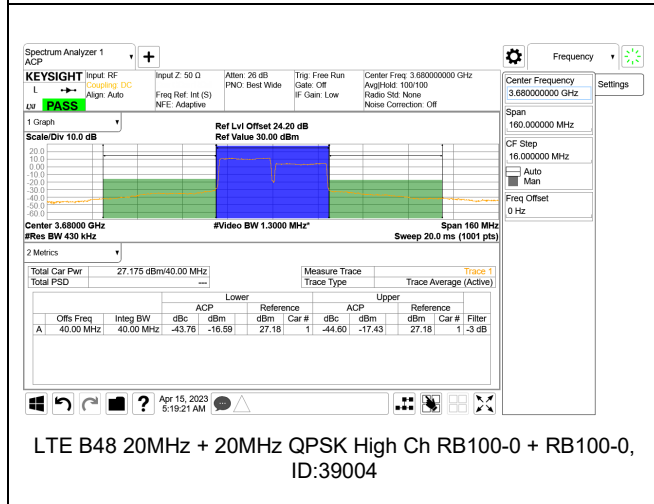 Spectrum Analyzer 1
ACP
+
Frequency
KEYSIGHT Input: RF Input Z: 50 Ω Atten: 26 dB Trig: Free Run Center Freq: 3.680000000 GHz
L Coupling: DC PNO: Best Wide Gate: Off Avg|Hold: 100/100
Align: Auto Freq Ref: Int (S) IF Gain: Low Radio Std: None
LXI PASS NFE: Adaptive Noise Correction: Off
Center Frequency
3.680000000 GHz
Settings
Span
160.000000 MHz
CF Step
16.000000 MHz
Auto
Man
Freq Offset
0 Hz
1 Graph
Scale/Div 10.0 dB
Ref Lvl Offset 24.20 dB
Ref Value 30.00 dBm
20.0
10.0
0.00
-10.0
-20.0
-30.0
-40.0
-50.0
-60.0
Center 3.68000 GHz #Video BW 1.3000 MHz* Span 160 MHz
#Res BW 430 kHz Sweep 20.0 ms (1001 pts)
2 Metrics
Total Car Pwr 27.175 dBm/40.00 MHz Measure Trace Trace 1
Total PSD --- Trace Type Trace Average (Active)
Lower Upper
ACP Reference ACP Reference
Offs Freq Integ BW dBc dBm dBm Car # dBc dBm dBm Car # Filter
A 40.00 MHz 40.00 MHz -43.76 -16.59 27.18 1 -44.60 -17.43 27.18 1 -3 dB
?
Apr 15, 2023
5:19:21 AM
LTE B48 20MHz + 20MHz QPSK High Ch RB100-0 + RB100-0,
ID:39004